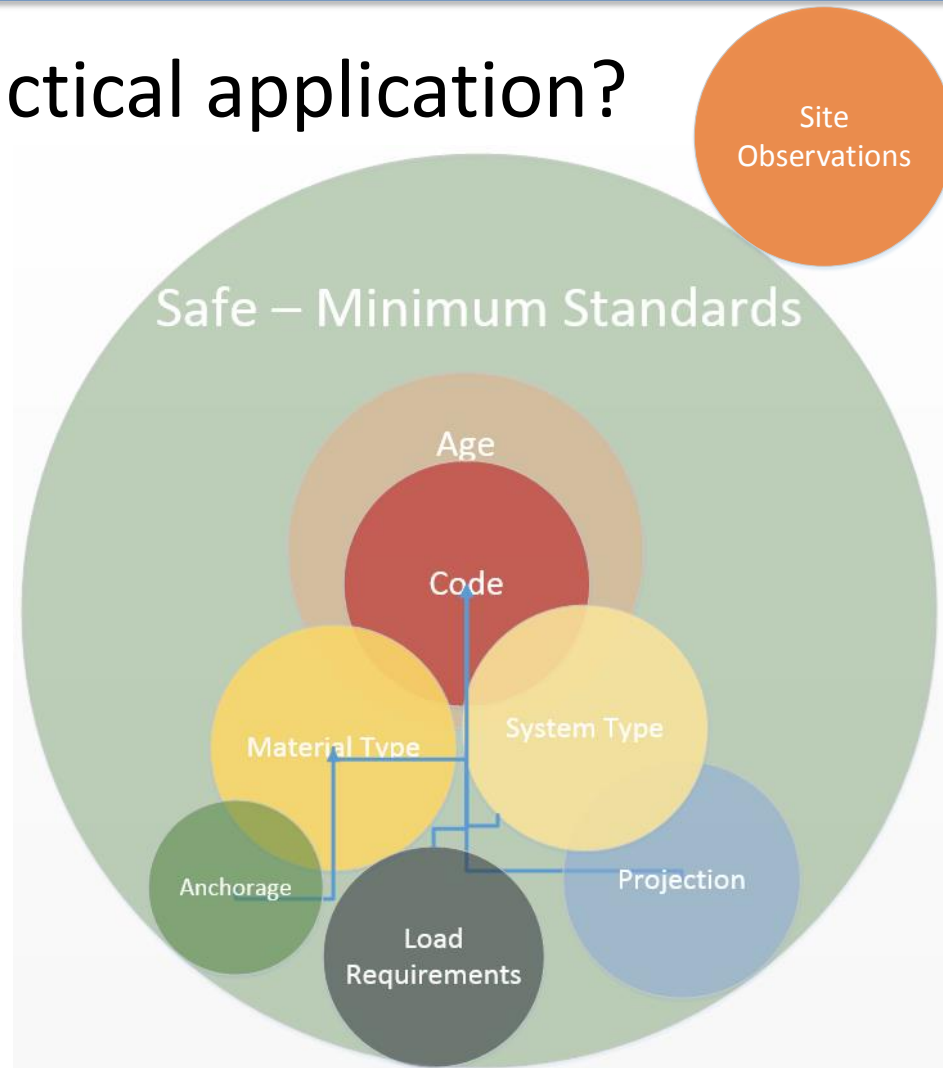 ctical application?
Site
Observations
Safe – Minimum Standards
Age
Code
System Type
Material Type
Anchorage
Projection
Load
Requirements